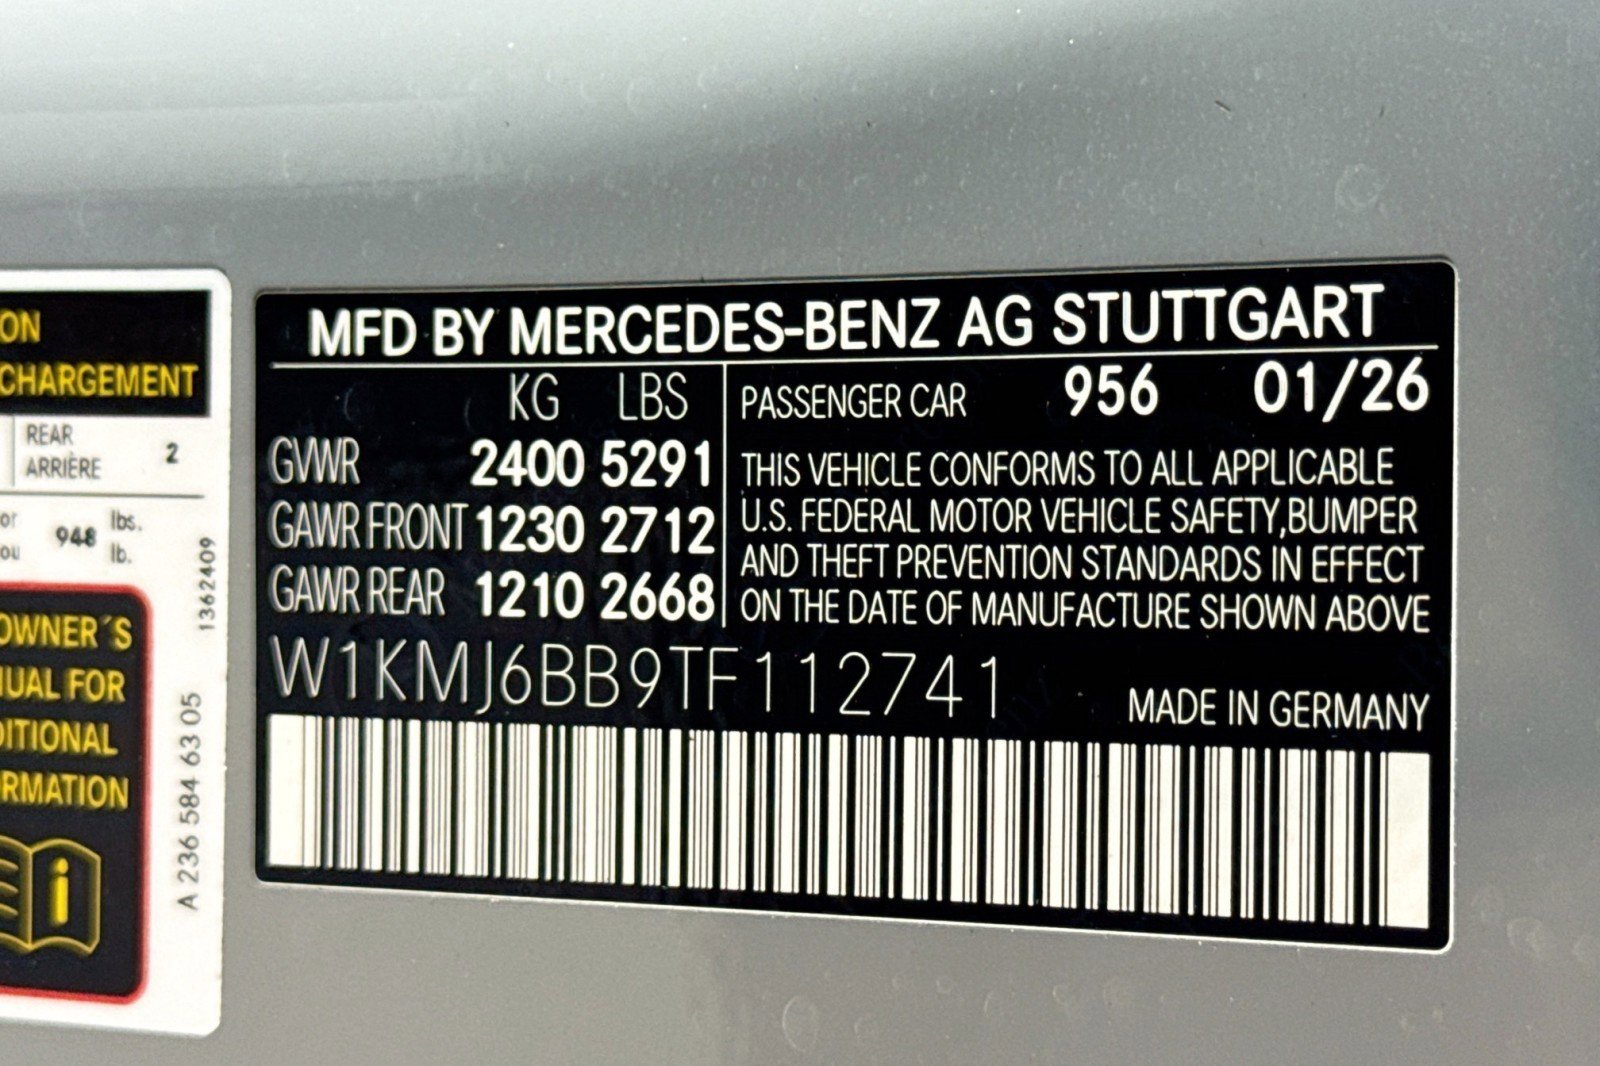 ON
CHARGEMENT
REAR
ARRIÈRE 2
or
ou 948 lbs.
lb.
1362409
OWNER´S
UAL FOR
DITIONAL
RMATION
A 236 584 63 05
MFD BY MERCEDES-BENZ AG STUTTGART
KG LBS
GVWR 2400 5291
GAWR FRONT 1230 2712
GAWR REAR 1210 2668
PASSENGER CAR 956 01/26
THIS VEHICLE CONFORMS TO ALL APPLICABLE
U.S. FEDERAL MOTOR VEHICLE SAFETY,BUMPER
AND THEFT PREVENTION STANDARDS IN EFFECT
ON THE DATE OF MANUFACTURE SHOWN ABOVE
W1KMJ6BB9TF112741
MADE IN GERMANY